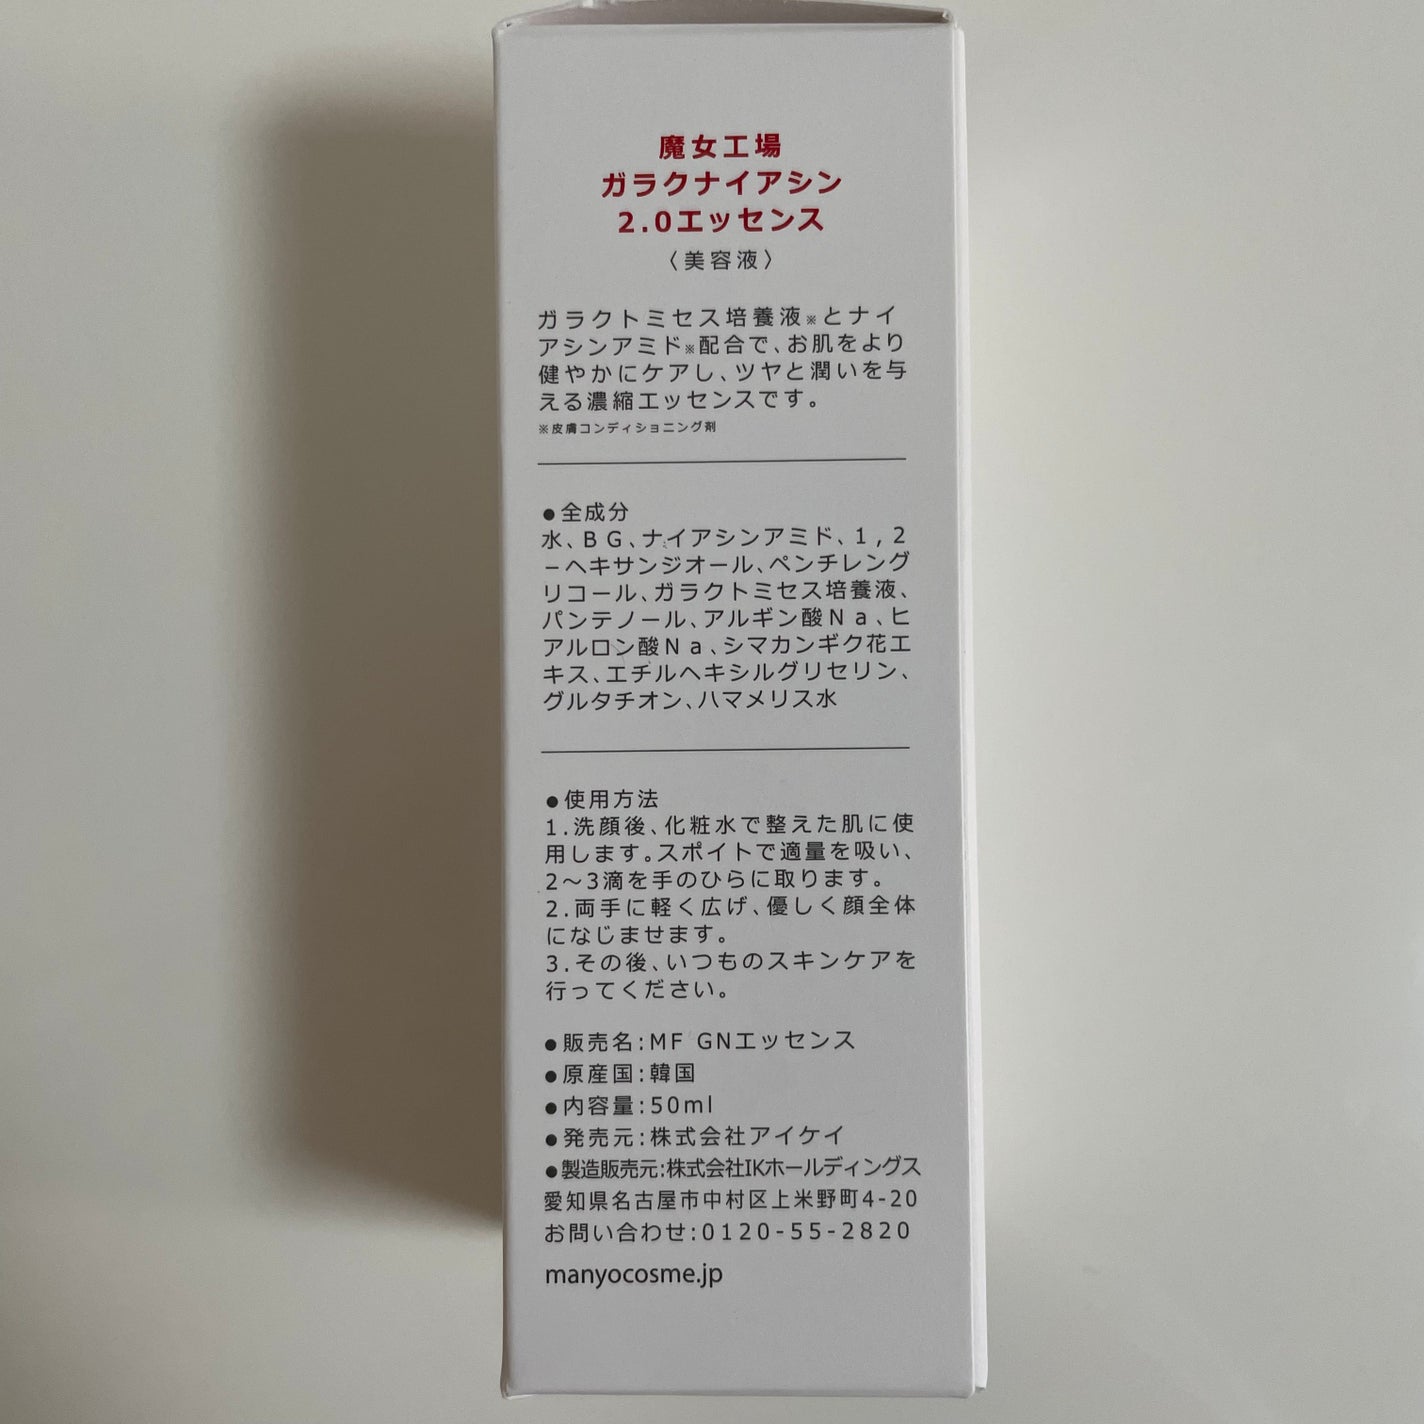 魔女工場
ガラクナイアシン
2.0エッセンス
〈美容液〉
ガラクトミセス培養液※とナイ
アシンアミド※配合で、お肌をより
健やかにケアし、ツヤと潤いを与
える濃縮エッセンスです。
※皮膚コンディショニング剤
●全成分
水、BG、ナイアシンアミド、1,2
－ヘキサンジオール、ペンチレング
リコール、ガラクトミセス培養液、
パンテノール、アルギン酸Na、ヒ
アルロン酸Na、シマカンギク花エ
キス、エチルヘキシルグリセリン、
グルタチオン、ハマメリス水
●使用方法
1.洗顔後、化粧水で整えた肌に使
用します。スポイトで適量を吸い、
2〜3滴を手のひらに取ります。
2.両手に軽く広げ、優しく顔全体
になじませます。
3.その後、いつものスキンケアを
行ってください。
●販売名:MF GNエッセンス
●原産国:韓国
●内容量:50ml
●発売元:株式会社アイケイ
●製造販売元:株式会社IKホールディングス
愛知県名古屋市中村区上米野町4-20
お問い合わせ:0120-55-2820
manyocosme.jp